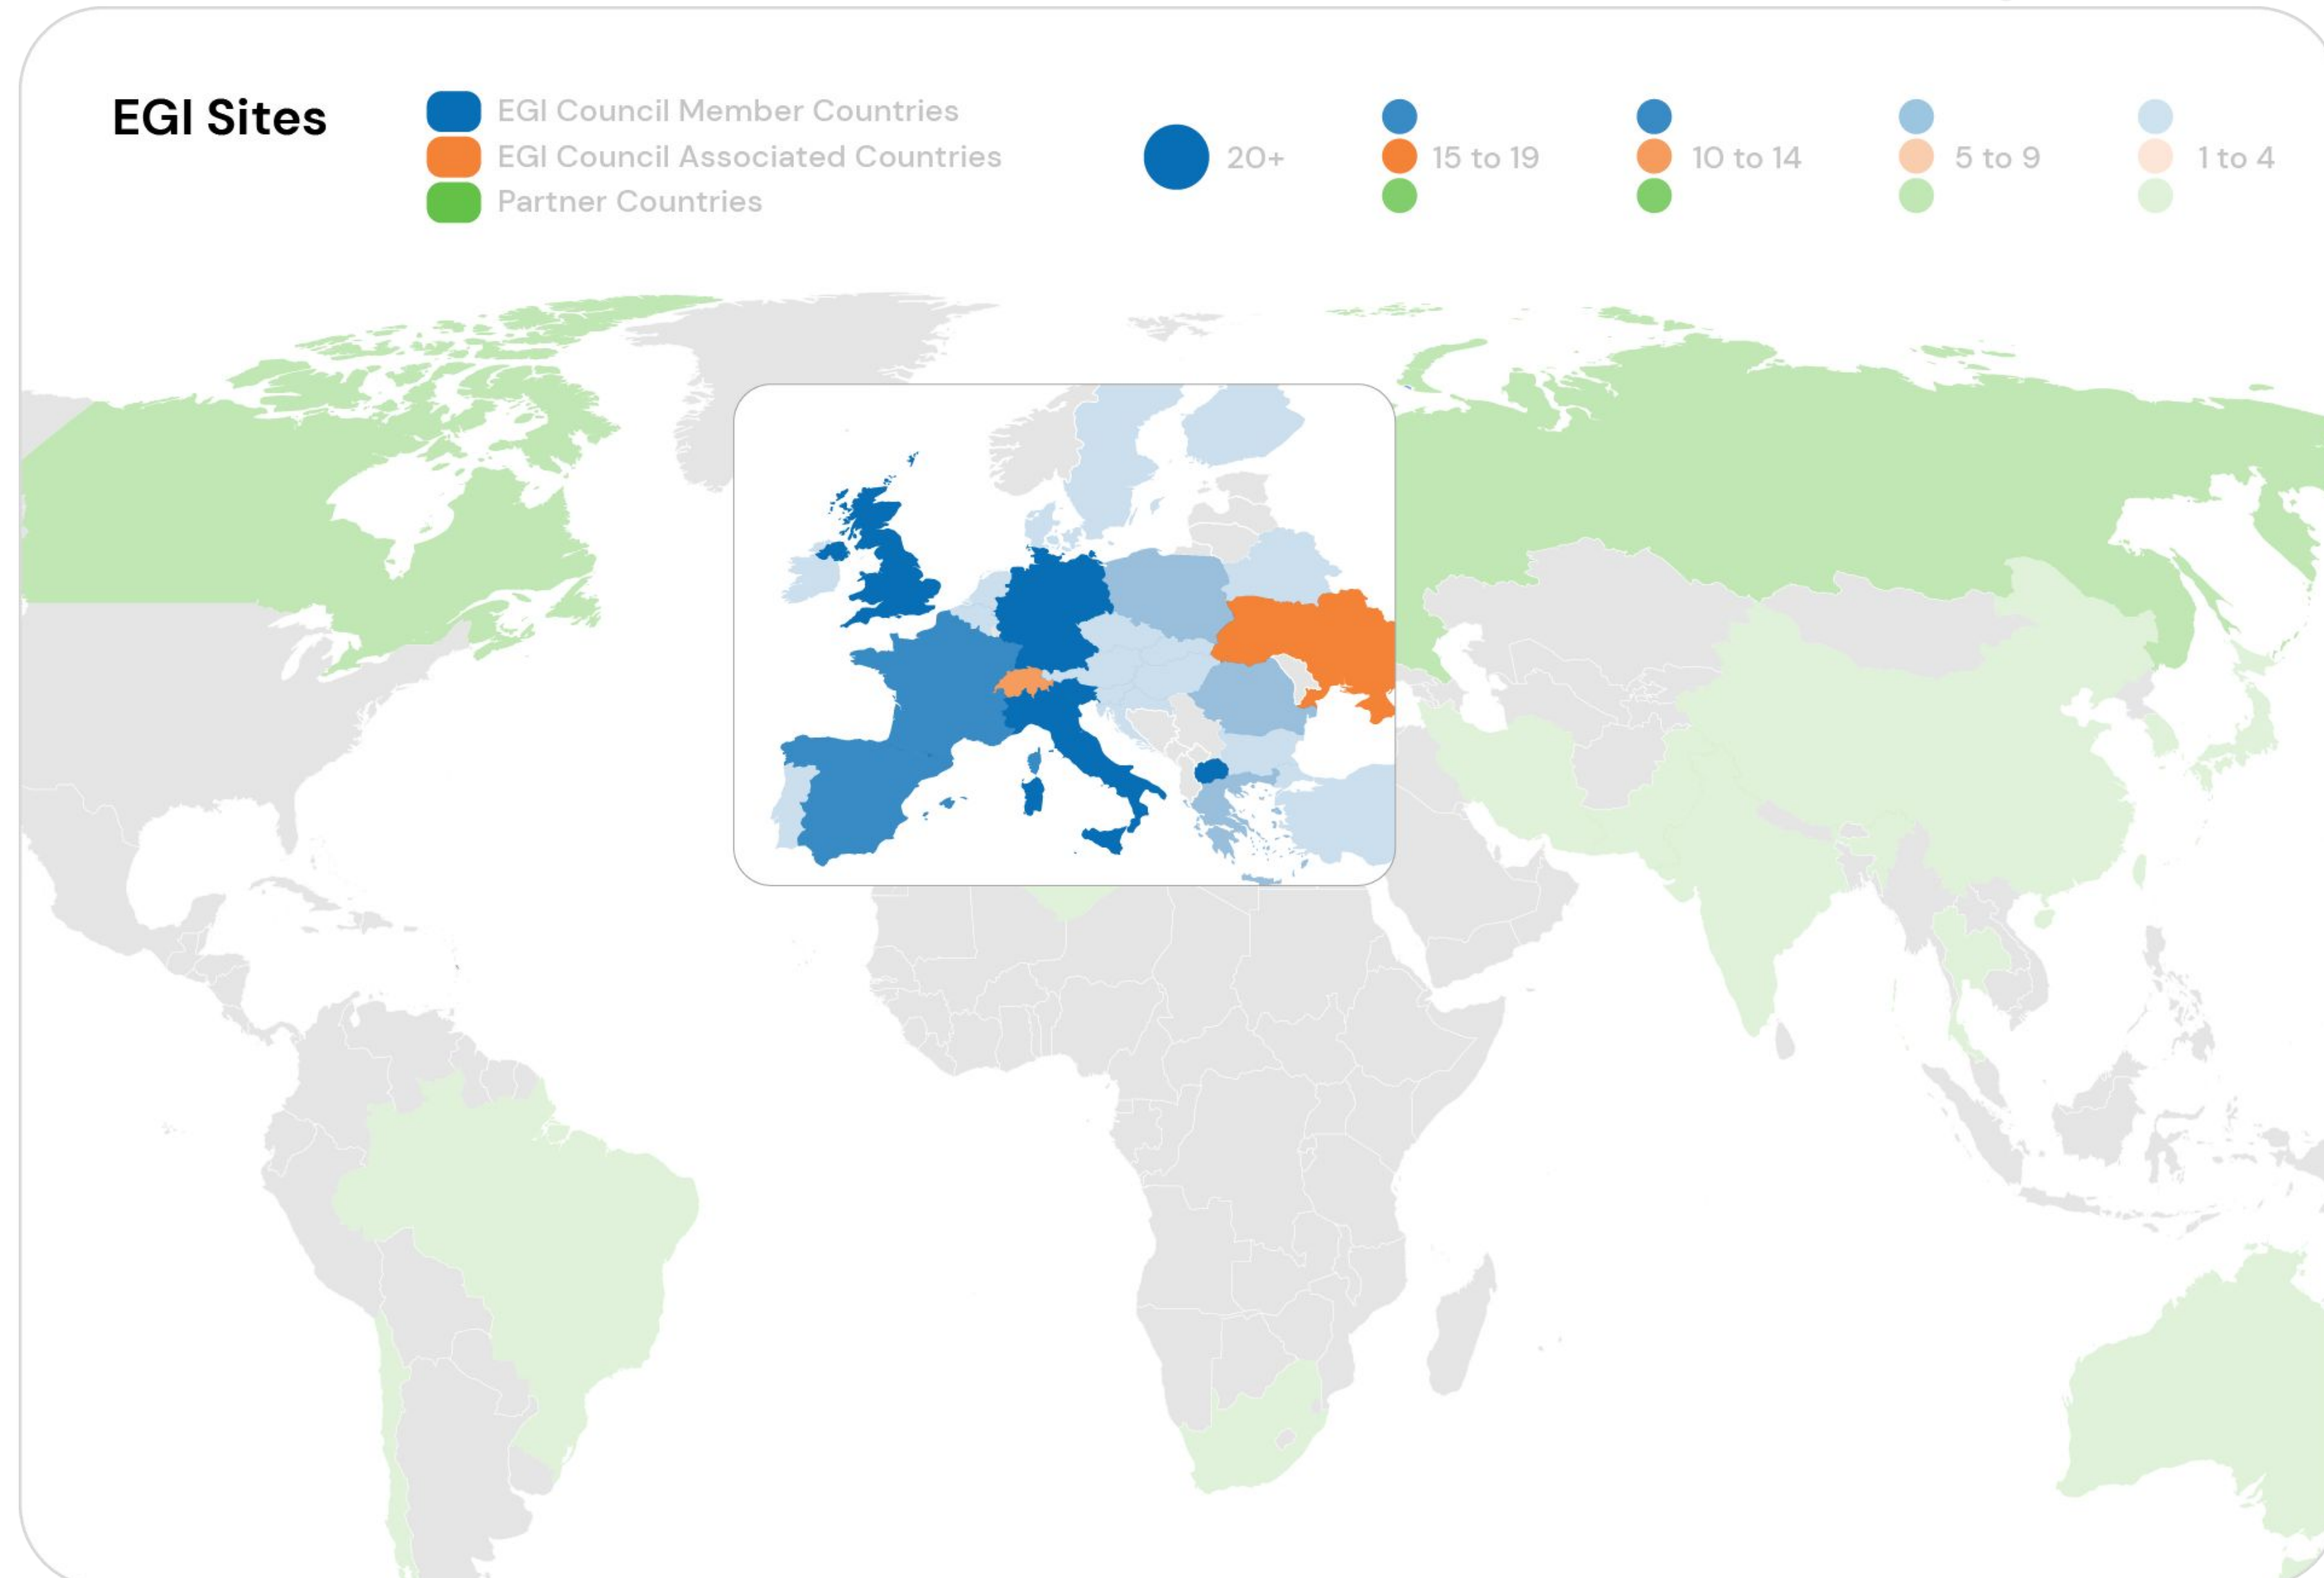 EGI Sites
EGI Council Member Countries
EGI Council Associated Countries
Partner Countries
20+
15 to 19
10 to 14
5 to 9
1 to 4